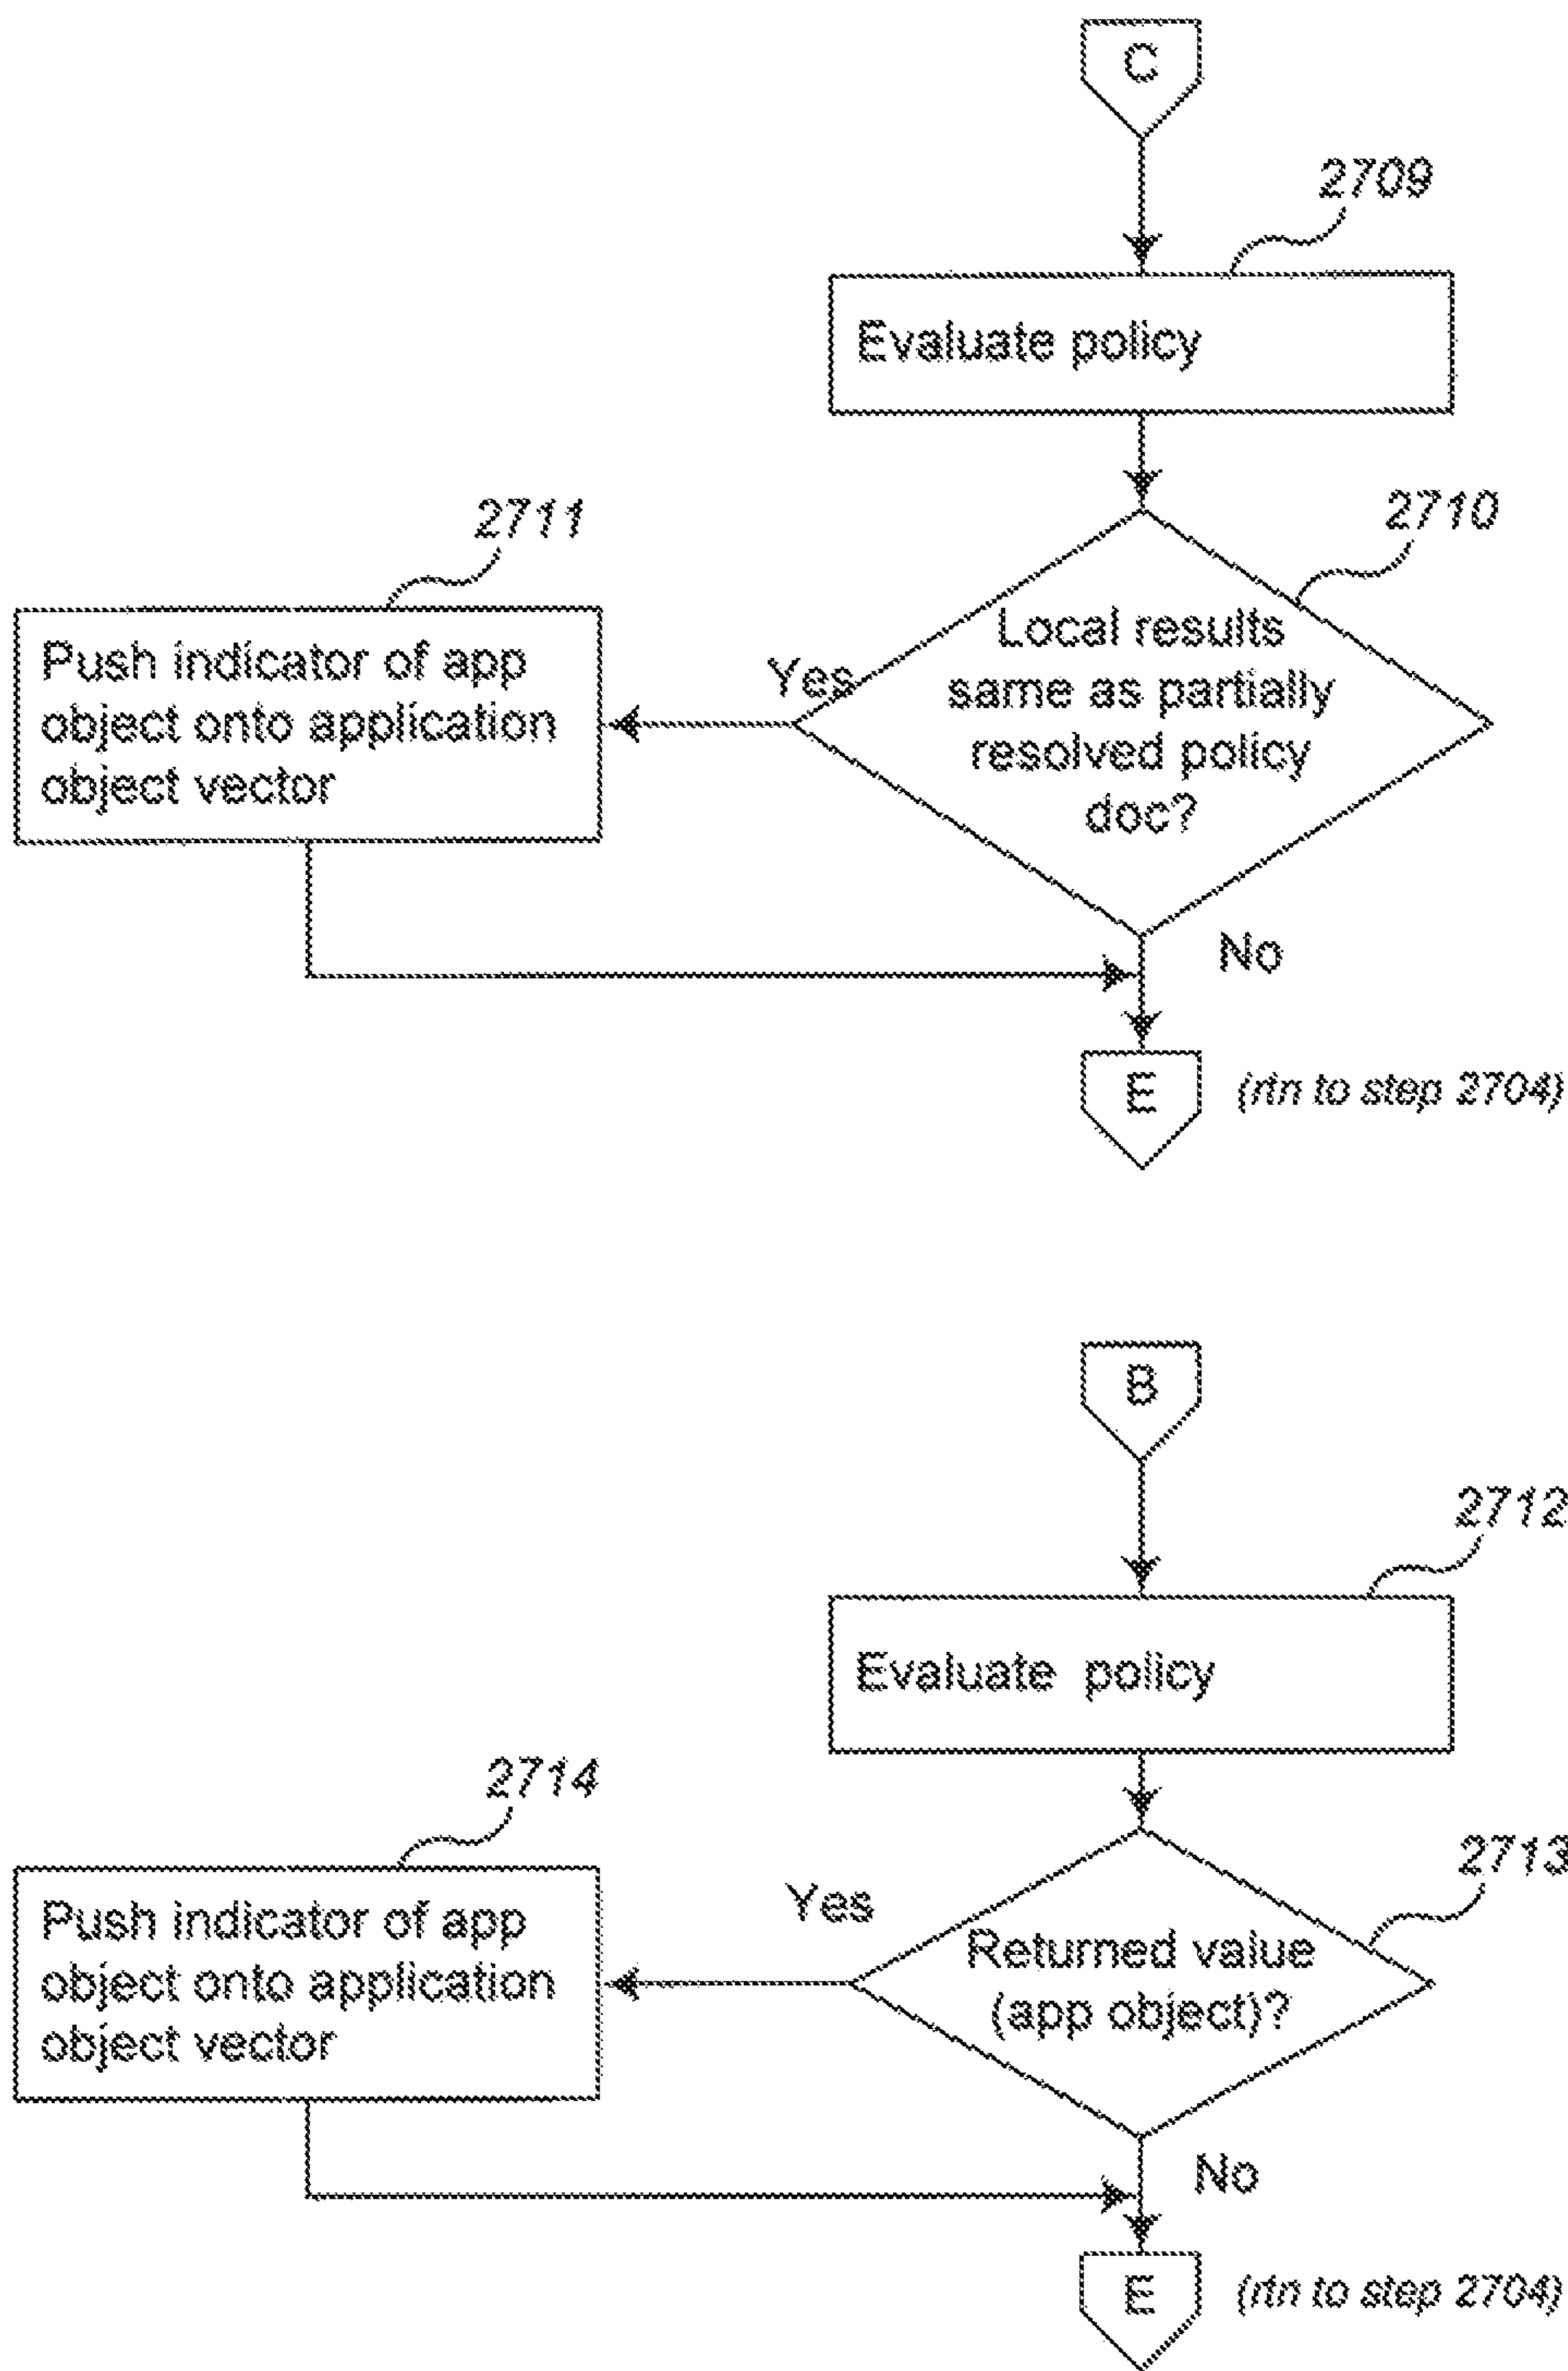 C
2709
Evaluate policy
2710
2711
Local results
same as partially
resolved policy
doc?
Yes
Push indicator of app
object onto application
object vector
No
E
(rtn to step 2704)
B
2712
Evaluate policy
2713
2714
Returned value
(app object)?
Yes
Push indicator of app
object onto application
object vector
No
E
(rtn to step 2704)